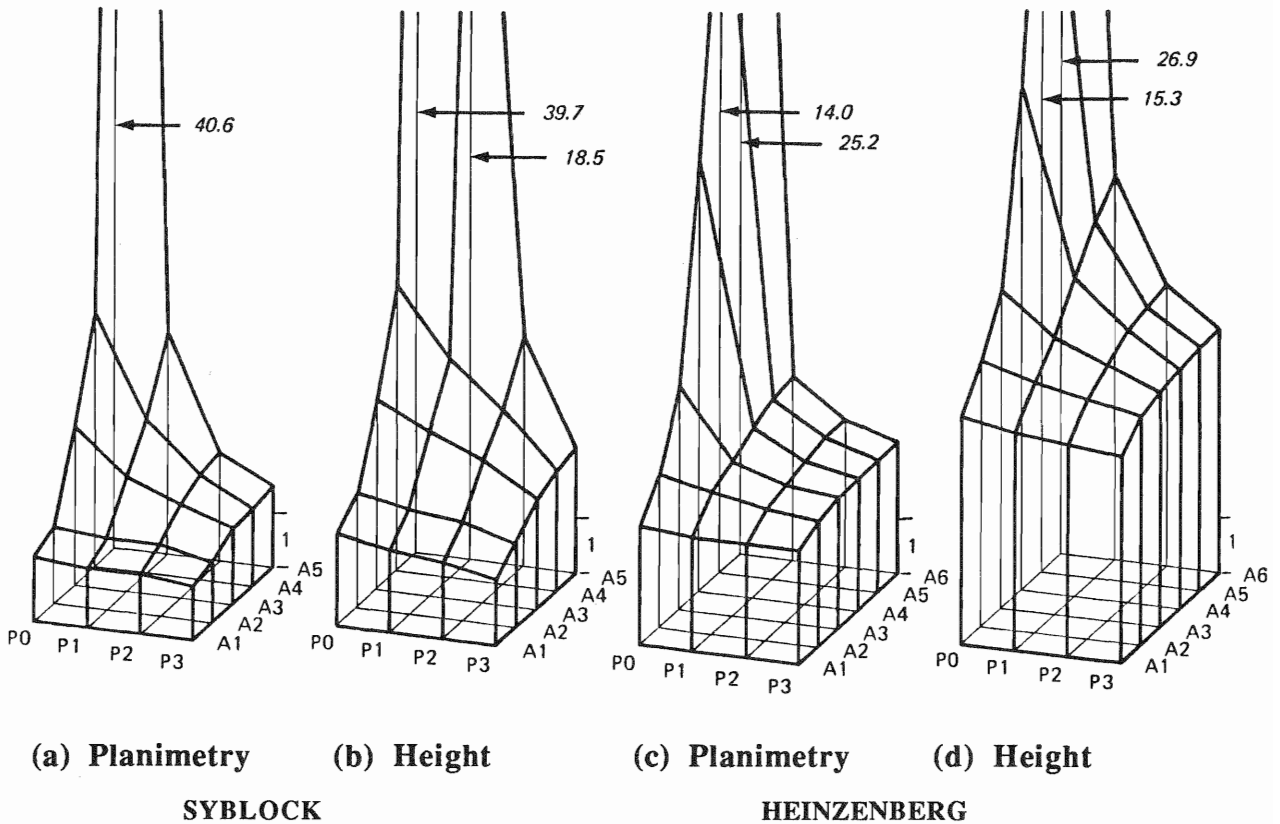 40.6
39.7
18.5
14.0
25.2
26.9
15.3
1
A5
A4
A3
A2
A1
P0 P1 P2 P3
1
A5
A4
A3
A2
A1
P0 P1 P2 P3
1
A6
A5
A4
A3
A2
A1
P0 P1 P2 P3
1
A6
A5
A4
A3
A2
A1
P0 P1 P2 P3
(a) Planimetry (b) Height (c) Planimetry (d) Height
SYBLOCK HEINZENBERG